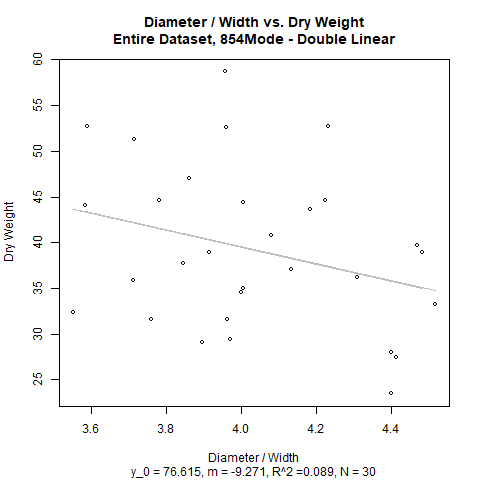 Diameter / Width vs. Dry Weight
Entire Dataset, 854Mode - Double Linear
60
55
50
45
40
35
30
25
Dry Weight
3.6 3.8 4.0 4.2 4.4
Diameter / Width
y_0 = 76.615, m = -9.271, R^2 =0.089, N = 30